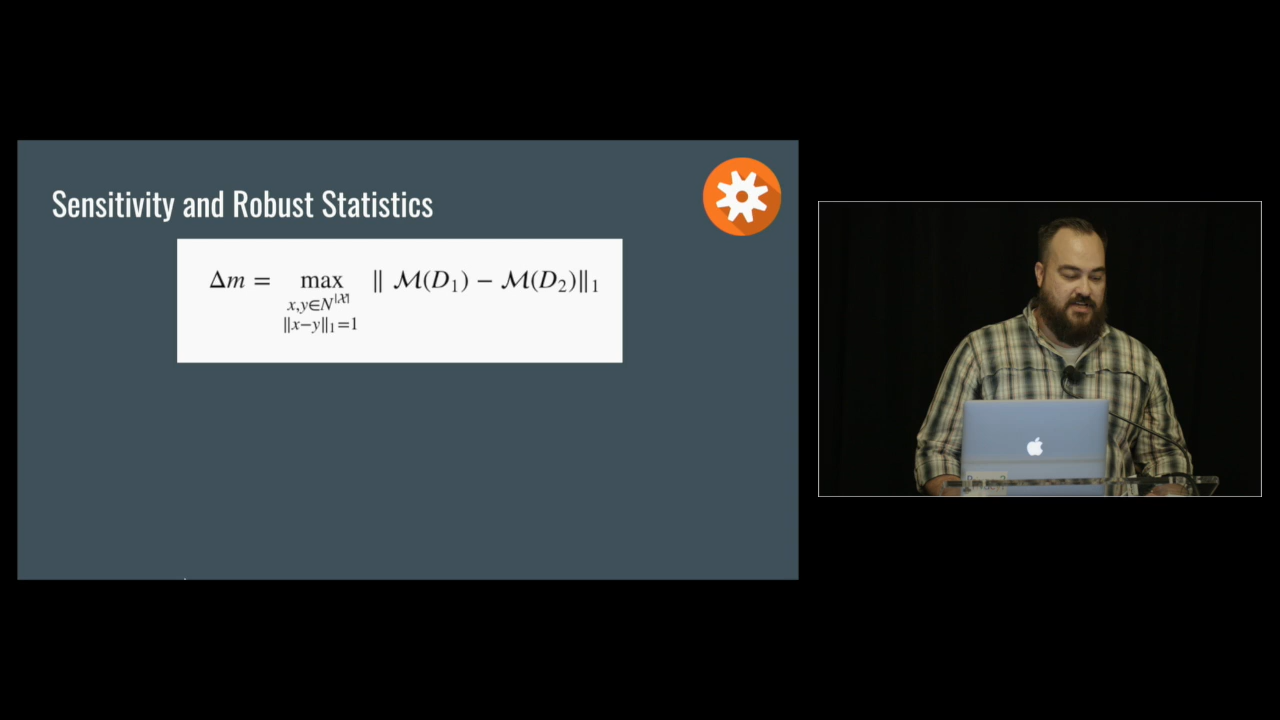 Sensitivity and Robust Statistics
Δm = max ‖ ℳ(D₁) − ℳ(D₂)‖₁
x,y∈N^|𝒳|
‖x−y‖₁=1